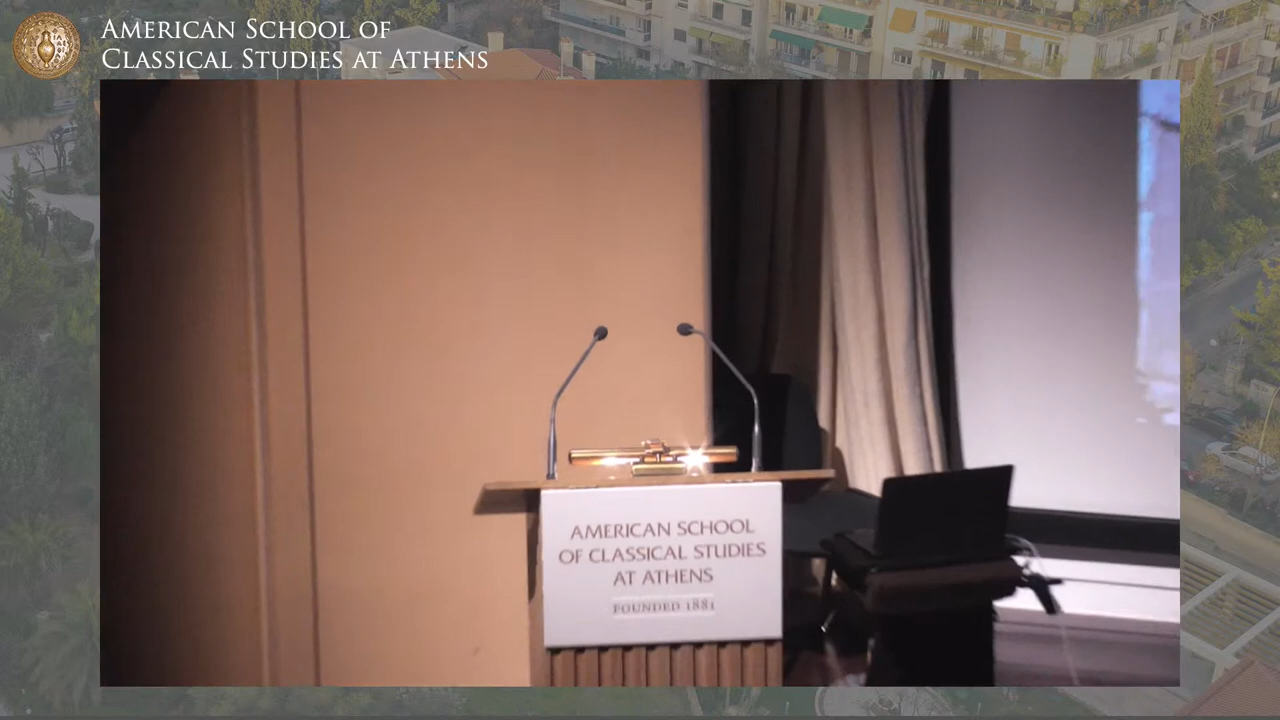 AMERICAN SCHOOL OF
CLASSICAL STUDIES AT ATHENS
AMERICAN SCHOOL
OF CLASSICAL STUDIES
AT ATHENS
FOUNDED 1881